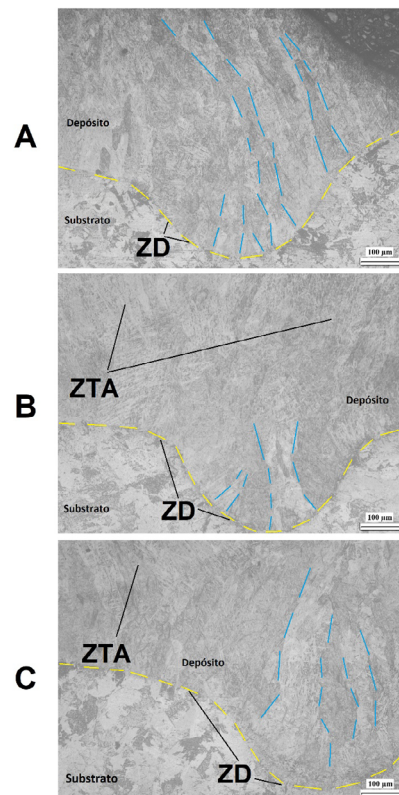 A
Depósito
Substrato
ZD
100 µm
B
ZTA
Depósito
Substrato
ZD
100 µm
C
ZTA
Depósito
Substrato
ZD
100 µm